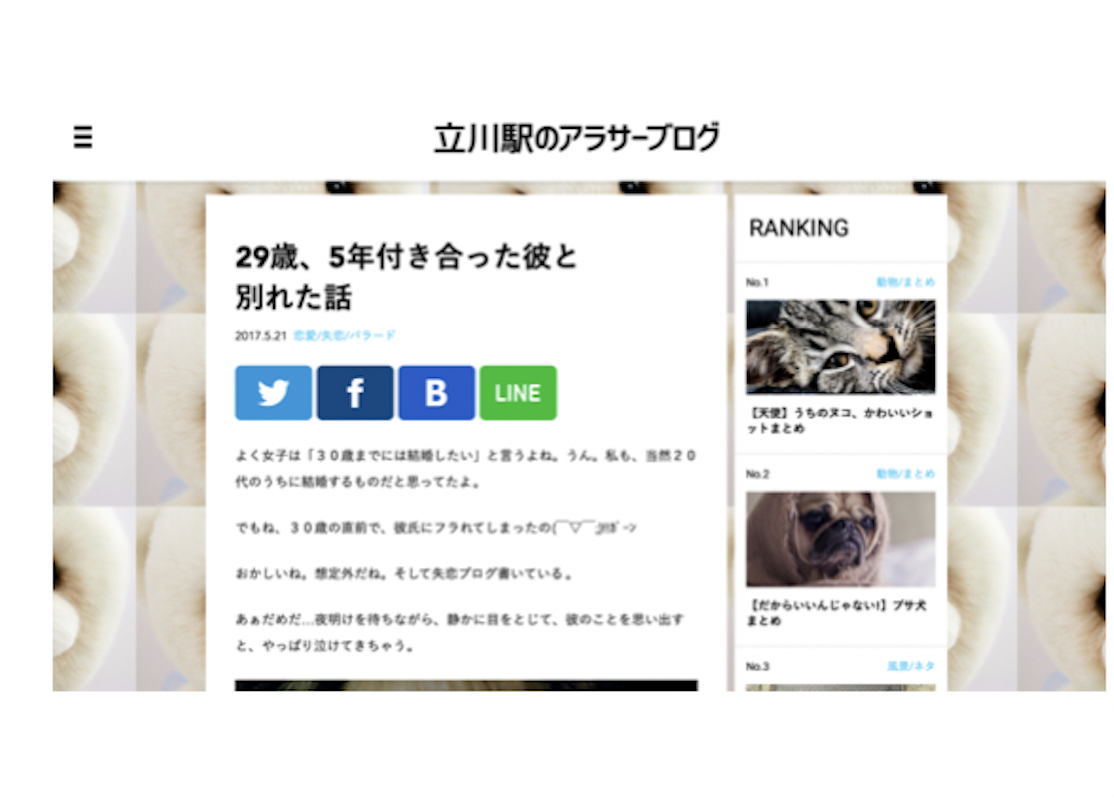 立川駅のアラサーブログ
29歳、5年付き合った彼と
別れた話
2017.5.21 恋愛/失恋/バラード
f
B!
LINE
よく女子は「３０歳までには結婚したい」と言うよね。うん。私も、当然２０
代のうちに結婚するものだと思ってたよ。
でもね、３０歳の直前で、彼氏にフラれてしまったの(￣▽￣;)!!ｶﾞｰﾝ
おかしいね。想定外だね。そして失恋ブログ書いている。
あぁだめだ…夜明けを待ちながら、静かに目をとじて、彼のことを思い出す
と、やっぱり泣けてきちゃう。
RANKING
No.1 動物/まとめ
【天使】うちのヌコ、かわいいショ
ットまとめ
No.2 動物/まとめ
【だからいいんじゃない!】ブサ犬
まとめ
No.3 風景/ネタ